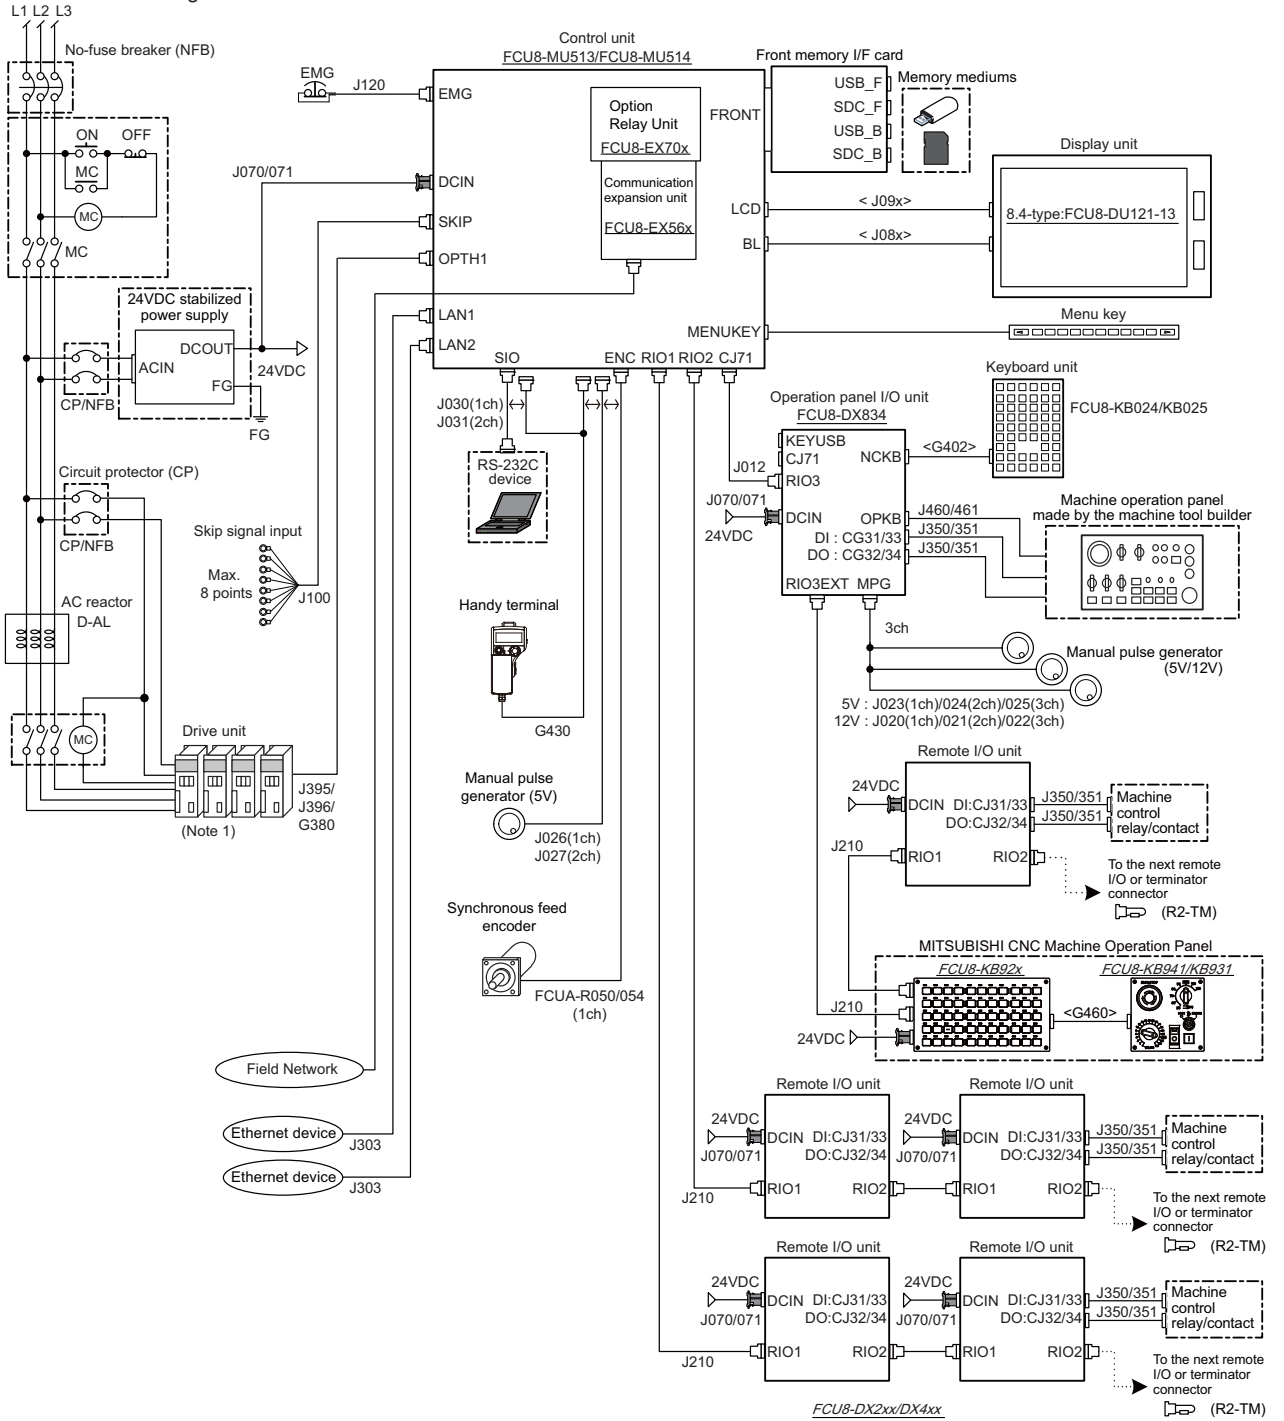 L1 L2 L3
No-fuse breaker (NFB)
ON
OFF
MC
MC
MC
24VDC stabilized
power supply
DCOUT
ACIN
FG
24VDC
FG
CP/NFB
Circuit protector (CP)
CP/NFB
AC reactor
D-AL
MC
Drive unit
(Note 1)
J395/
J396/
G380
Skip signal input
Max.
8 points
J100
EMG
J120
J070/071
Control unit
FCU8-MU513/FCU8-MU514
EMG
DCIN
SKIP
OPTH1
LAN1
LAN2
Option
Relay Unit
FCU8-EX70x
Communication
expansion unit
FCU8-EX56x
FRONT
LCD
BL
MENUKEY
SIO
ENC
RIO1
RIO2
CJ71
Front memory I/F card
USB_F
SDC_F
USB_B
SDC_B
Memory mediums
Display unit
8.4-type:FCU8-DU121-13
< J09x>
< J08x>
Menu key
Keyboard unit
FCU8-KB024/KB025
<G402>
J030(1ch)
J031(2ch)
RS-232C
device
Handy terminal
G430
Manual pulse
generator (5V)
J026(1ch)
J027(2ch)
Synchronous feed
encoder
FCUA-R050/054
(1ch)
Field Network
Ethernet device
J303
Ethernet device
J303
Operation panel I/O unit
FCU8-DX834
KEYUSB
CJ71
NCKB
RIO3
DCIN
OPKB
DI : CG31/33
DO : CG32/34
RIO3EXT
MPG
J012
J070/071
24VDC
J460/461
J350/351
J350/351
Machine operation panel
made by the machine tool builder
3ch
Manual pulse generator
(5V/12V)
5V : J023(1ch)/024(2ch)/025(3ch)
12V : J020(1ch)/021(2ch)/022(3ch)
Remote I/O unit
24VDC
DCIN
DI:CJ31/33
DO:CJ32/34
RIO1
RIO2
J350/351
J350/351
Machine
control
relay/contact
J210
To the next remote
I/O or terminator
connector
(R2-TM)
MITSUBISHI CNC Machine Operation Panel
FCU8-KB92x
FCU8-KB941/KB931
J210
24VDC
<G460>
Remote I/O unit
Remote I/O unit
24VDC
J070/071
DCIN
DI:CJ31/33
DO:CJ32/34
RIO1
RIO2
24VDC
J070/071
DCIN
DI:CJ31/33
DO:CJ32/34
RIO1
RIO2
J350/351
J350/351
Machine
control
relay/contact
J210
To the next remote
I/O or terminator
connector
(R2-TM)
Remote I/O unit
Remote I/O unit
24VDC
J070/071
DCIN
DI:CJ31/33
DO:CJ32/34
RIO1
RIO2
24VDC
J070/071
DCIN
DI:CJ31/33
DO:CJ32/34
RIO1
RIO2
J350/351
J350/351
Machine
control
relay/contact
J210
To the next remote
I/O or terminator
connector
(R2-TM)
FCU8-DX2xx/DX4xx